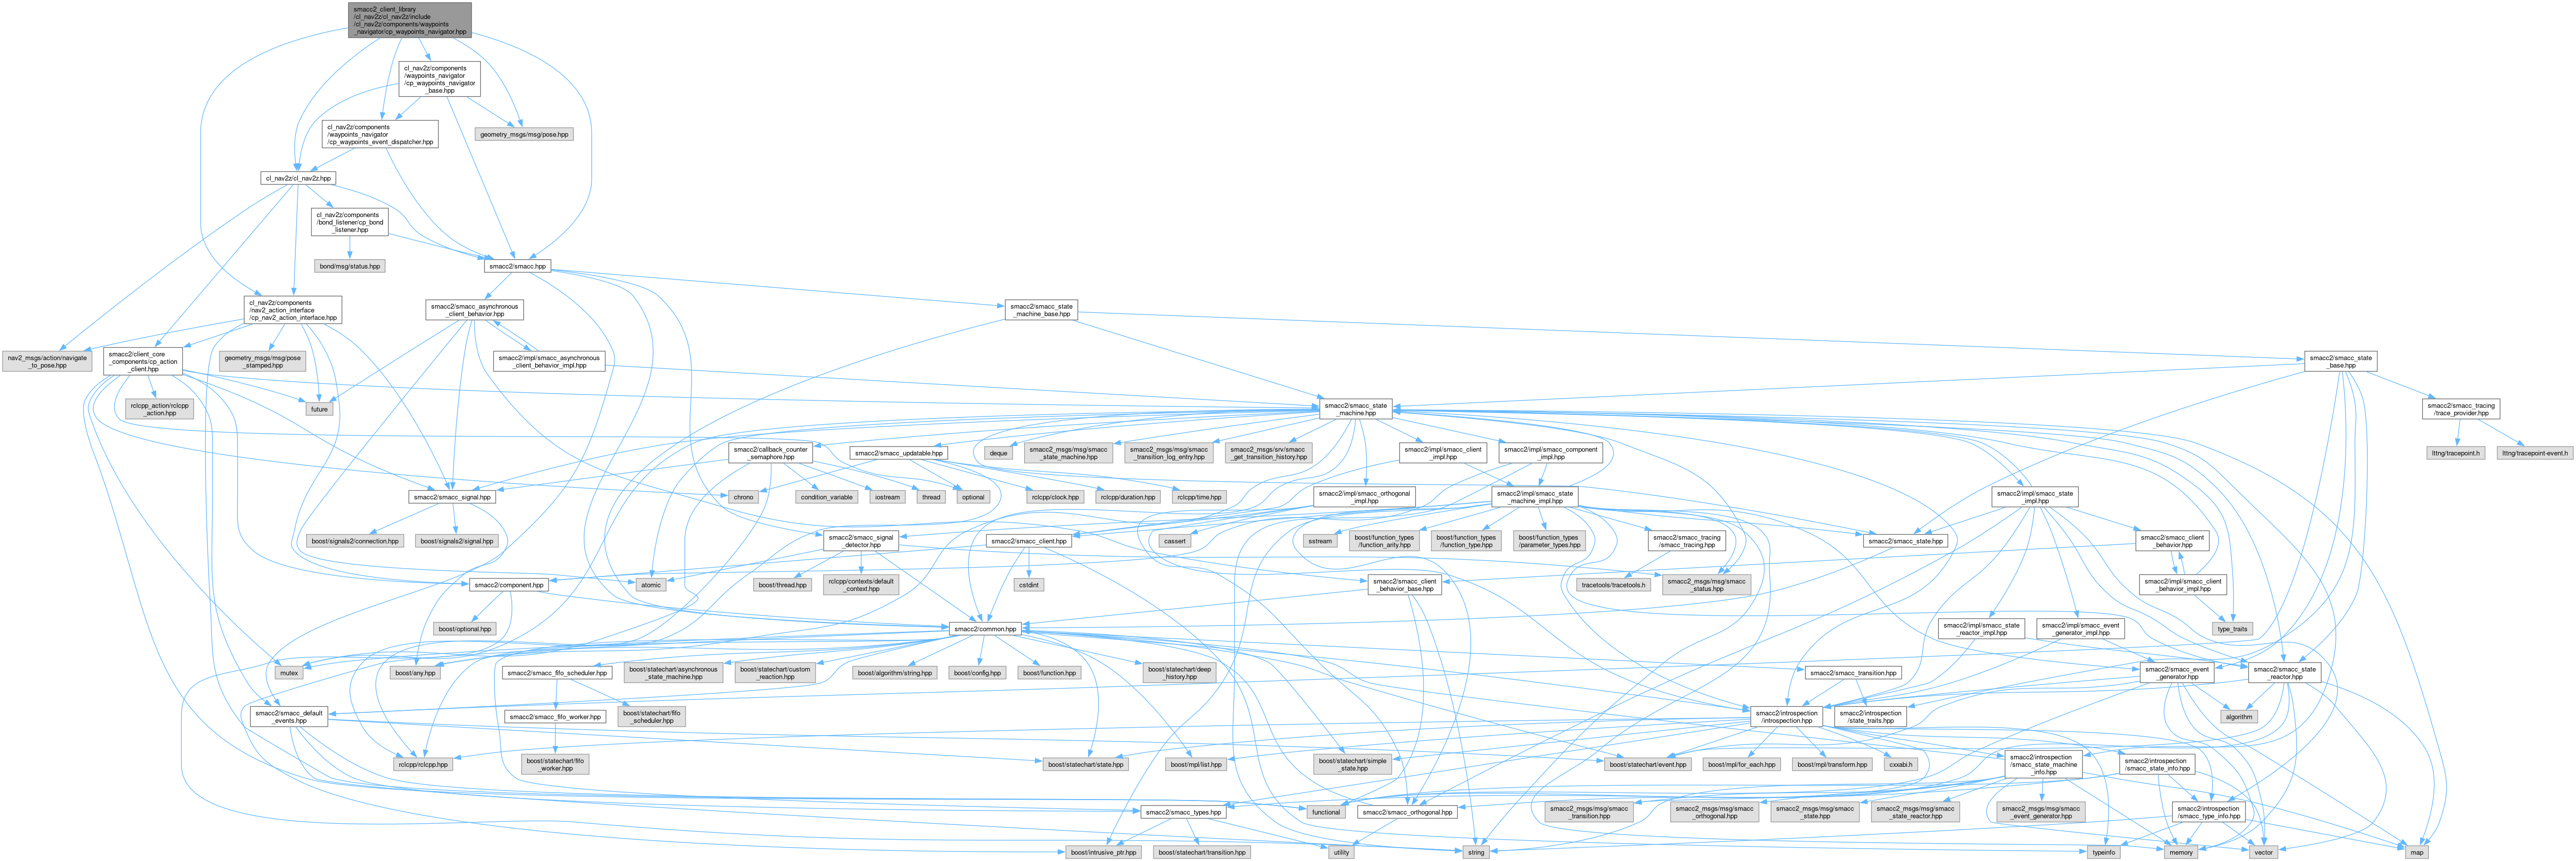 smacc2_client_library
/cl_nav2z/cl_nav2z/include
/cl_nav2z/components/waypoints
_navigator/cp_waypoints_navigator.hpp
cl_nav2z/components
/waypoints_navigator
/cp_waypoints_navigator
_base.hpp
cl_nav2z/components
/waypoints_navigator
/cp_waypoints_event_dispatcher.hpp
geometry_msgs/msg/pose.hpp
cl_nav2z/cl_nav2z.hpp
cl_nav2z/components
/bond_listener/cp_bond
_listener.hpp
bond/msg/status.hpp
smacc2/smacc.hpp
cl_nav2z/components
/nav2_action_interface
/cp_nav2_action_interface.hpp
smacc2/smacc_asynchronous
_client_behavior.hpp
smacc2/smacc_state
_machine_base.hpp
nav2_msgs/action/navigate
_to_pose.hpp
smacc2/client_core
_components/cp_action
_client.hpp
geometry_msgs/msg/pose
_stamped.hpp
smacc2/impl/smacc_asynchronous
_client_behavior_impl.hpp
smacc2/smacc_state
_base.hpp
rclcpp_action/rclcpp
_action.hpp
future
smacc2/smacc_state
_machine.hpp
smacc2/smacc_tracing
/trace_provider.hpp
smacc2/callback_counter
_semaphore.hpp
smacc2/smacc_updatable.hpp
deque
smacc2_msgs/msg/smacc
_state_machine.hpp
smacc2_msgs/msg/smacc
_transition_log_entry.hpp
smacc2_msgs/srv/smacc
_get_transition_history.hpp
smacc2/impl/smacc_client
_impl.hpp
smacc2/impl/smacc_component
_impl.hpp
lttng/tracepoint.h
lttng/tracepoint-event.h
smacc2/smacc_signal.hpp
chrono
condition_variable
iostream
thread
optional
rclcpp/clock.hpp
rclcpp/duration.hpp
rclcpp/time.hpp
smacc2/impl/smacc_orthogonal
_impl.hpp
smacc2/impl/smacc_state
_machine_impl.hpp
smacc2/impl/smacc_state
_impl.hpp
boost/signals2/connection.hpp
boost/signals2/signal.hpp
smacc2/smacc_signal
_detector.hpp
smacc2/smacc_client.hpp
cassert
sstream
boost/function_types
/function_arity.hpp
boost/function_types
/function_type.hpp
boost/function_types
/parameter_types.hpp
smacc2/smacc_tracing
/smacc_tracing.hpp
smacc2/smacc_state.hpp
smacc2/smacc_client
_behavior.hpp
smacc2/component.hpp
atomic
boost/thread.hpp
rclcpp/contexts/default
_context.hpp
cstdint
smacc2/smacc_client
_behavior_base.hpp
tracetools/tracetools.h
smacc2_msgs/msg/smacc
_status.hpp
smacc2/impl/smacc_client
_behavior_impl.hpp
boost/optional.hpp
smacc2/common.hpp
smacc2/impl/smacc_state
_reactor_impl.hpp
smacc2/impl/smacc_event
_generator_impl.hpp
type_traits
mutex
boost/any.hpp
smacc2/smacc_fifo_scheduler.hpp
boost/statechart/asynchronous
_state_machine.hpp
boost/statechart/custom
_reaction.hpp
boost/algorithm/string.hpp
boost/config.hpp
boost/function.hpp
boost/statechart/deep
_history.hpp
smacc2/smacc_transition.hpp
smacc2/smacc_event
_generator.hpp
smacc2/smacc_state
_reactor.hpp
smacc2/smacc_default
_events.hpp
smacc2/smacc_fifo_worker.hpp
boost/statechart/fifo
_scheduler.hpp
smacc2/introspection
/introspection.hpp
smacc2/introspection
/state_traits.hpp
algorithm
rclcpp/rclcpp.hpp
boost/statechart/fifo
_worker.hpp
boost/statechart/state.hpp
boost/mpl/list.hpp
boost/statechart/simple
_state.hpp
boost/statechart/event.hpp
boost/mpl/for_each.hpp
boost/mpl/transform.hpp
cxxabi.h
smacc2/introspection
/smacc_state_machine
_info.hpp
smacc2/introspection
/smacc_state_info.hpp
smacc2/smacc_types.hpp
functional
smacc2/smacc_orthogonal.hpp
smacc2_msgs/msg/smacc
_transition.hpp
smacc2_msgs/msg/smacc
_orthogonal.hpp
smacc2_msgs/msg/smacc
_state.hpp
smacc2_msgs/msg/smacc
_state_reactor.hpp
smacc2_msgs/msg/smacc
_event_generator.hpp
smacc2/introspection
/smacc_type_info.hpp
boost/intrusive_ptr.hpp
boost/statechart/transition.hpp
utility
string
typeinfo
memory
vector
map